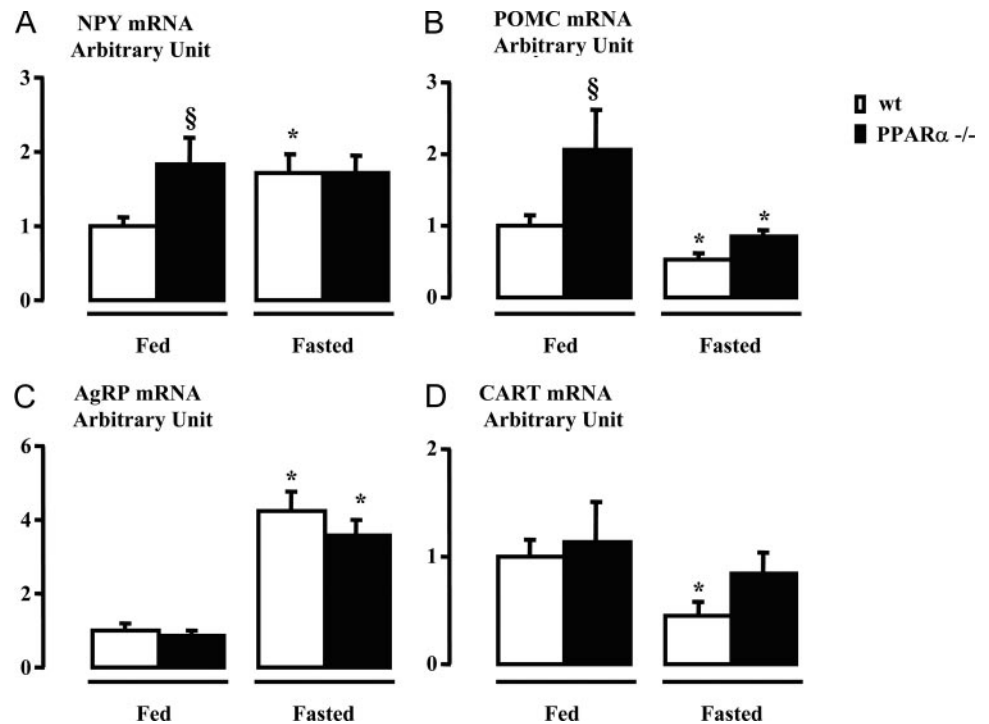 A
NPY mRNA
Arbitrary Unit
3
2
1
0
§
*
Fed
Fasted
B
POMC mRNA
Arbitrary Unit
3
2
1
0
§
*
*
Fed
Fasted
wt
PPARα -/-
C
AgRP mRNA
Arbitrary Unit
6
4
2
0
*
*
Fed
Fasted
D
CART mRNA
Arbitrary Unit
2
1
0
*
Fed
Fasted